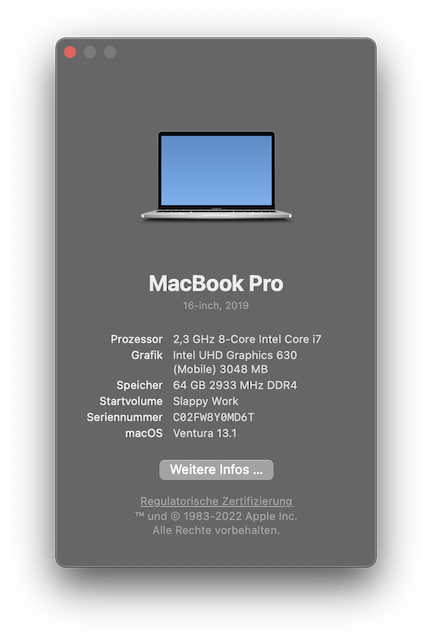 MacBook Pro
16-inch, 2019
Prozessor 2,3 GHz 8-Core Intel Core i7
Grafik Intel UHD Graphics 630
(Mobile) 3048 MB
Speicher 64 GB 2933 MHz DDR4
Startvolume Slappy Work
Seriennummer C02FW8Y0MD6T
macOS Ventura 13.1
Weitere Infos ...
Regulatorische Zertifizierung
™ und © 1983-2022 Apple Inc.
Alle Rechte vorbehalten.